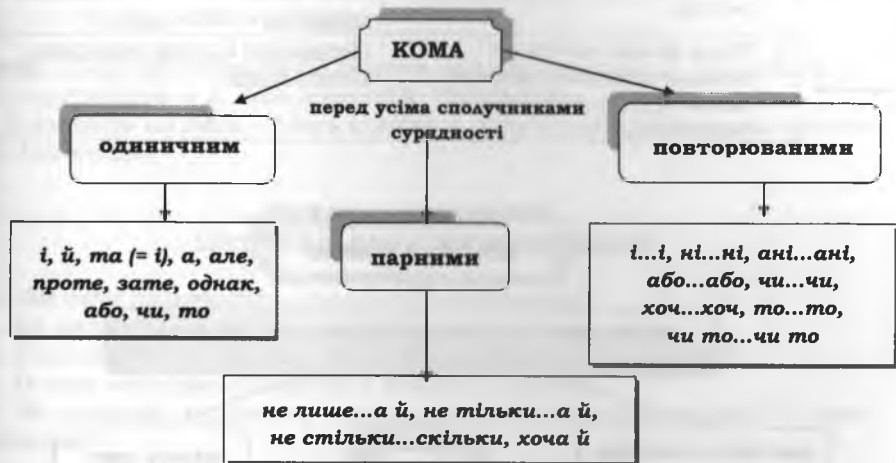 КОМА
перед усіма сполучниками
сурядності
одиничним
повторюваними
парними
і, й, та (= і), а, але,
проте, зате, однак,
або, чи, то
і...і, ні...ні, ані...ані,
або...або, чи...чи,
хоч...хоч, то...то,
чи то...чи то
не лише...а й, не тільки...а й,
не стільки...скільки, хоча й